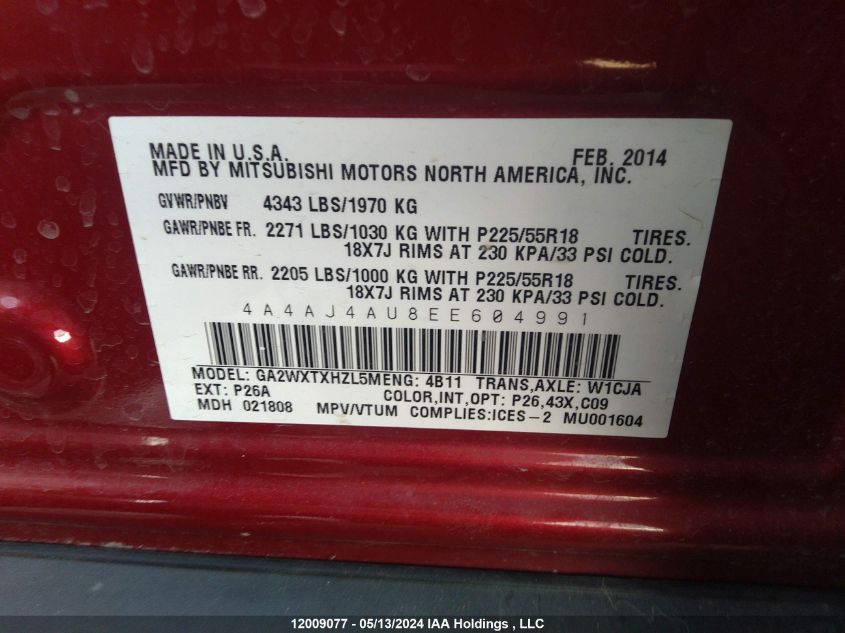 MADE IN U.S.A. FEB. 2014
MFD BY MITSUBISHI MOTORS NORTH AMERICA, INC.
GVWR/PNBV 4343 LBS/1970 KG
GAWR/PNBE FR. 2271 LBS/1030 KG WITH P225/55R18 TIRES.
18X7J RIMS AT 230 KPA/33 PSI COLD.
GAWR/PNBE RR. 2205 LBS/1000 KG WITH P225/55R18 TIRES.
18X7J RIMS AT 230 KPA/33 PSI COLD.
4A4AJ4AU8EE604991
MODEL: GA2WXTXHZL5MENG: 4B11 TRANS,AXLE: W1CJA
EXT: P26A COLOR,INT,OPT: P26,43X,C09
MDH 021808 MPV/VTUM COMPLIES:ICES-2 MU001604
12009077 - 05/13/2024 IAA Holdings , LLC